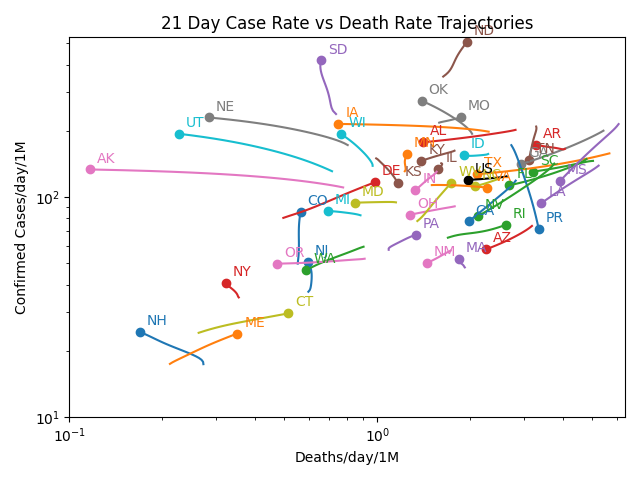 21 Day Case Rate vs Death Rate Trajectories
ND
SD
OK
NE
MO
IA
UT
WI
AL
AR
MN
ID
KY
IL
TN
GA
SC
AK
TX
KS
DE
IN
US
FL
MS
MD
LA
CO
MI
OH
NV
CA
RI
PR
PA
AZ
OR
NJ
WA
NM
MA
NY
CT
NH
ME
Confirmed Cases/day/1M
10²
10¹
10⁻¹
10⁰
Deaths/day/1M